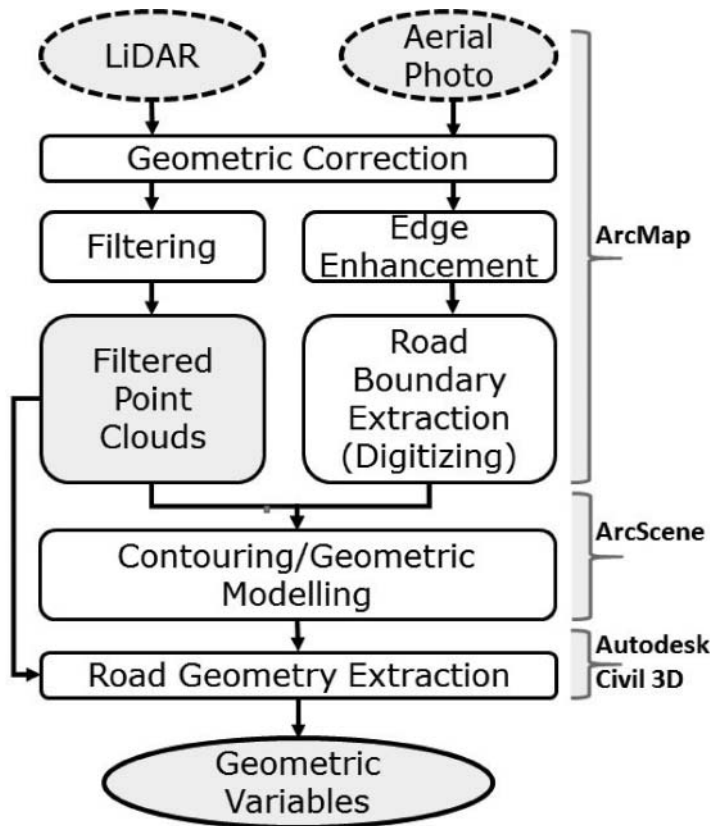 LiDAR
Aerial
Photo
Geometric Correction
Filtering
Edge
Enhancement
ArcMap
Filtered
Point
Clouds
Road
Boundary
Extraction
(Digitizing)
Contouring/Geometric
Modelling
ArcScene
Road Geometry Extraction
Autodesk
Civil 3D
Geometric
Variables